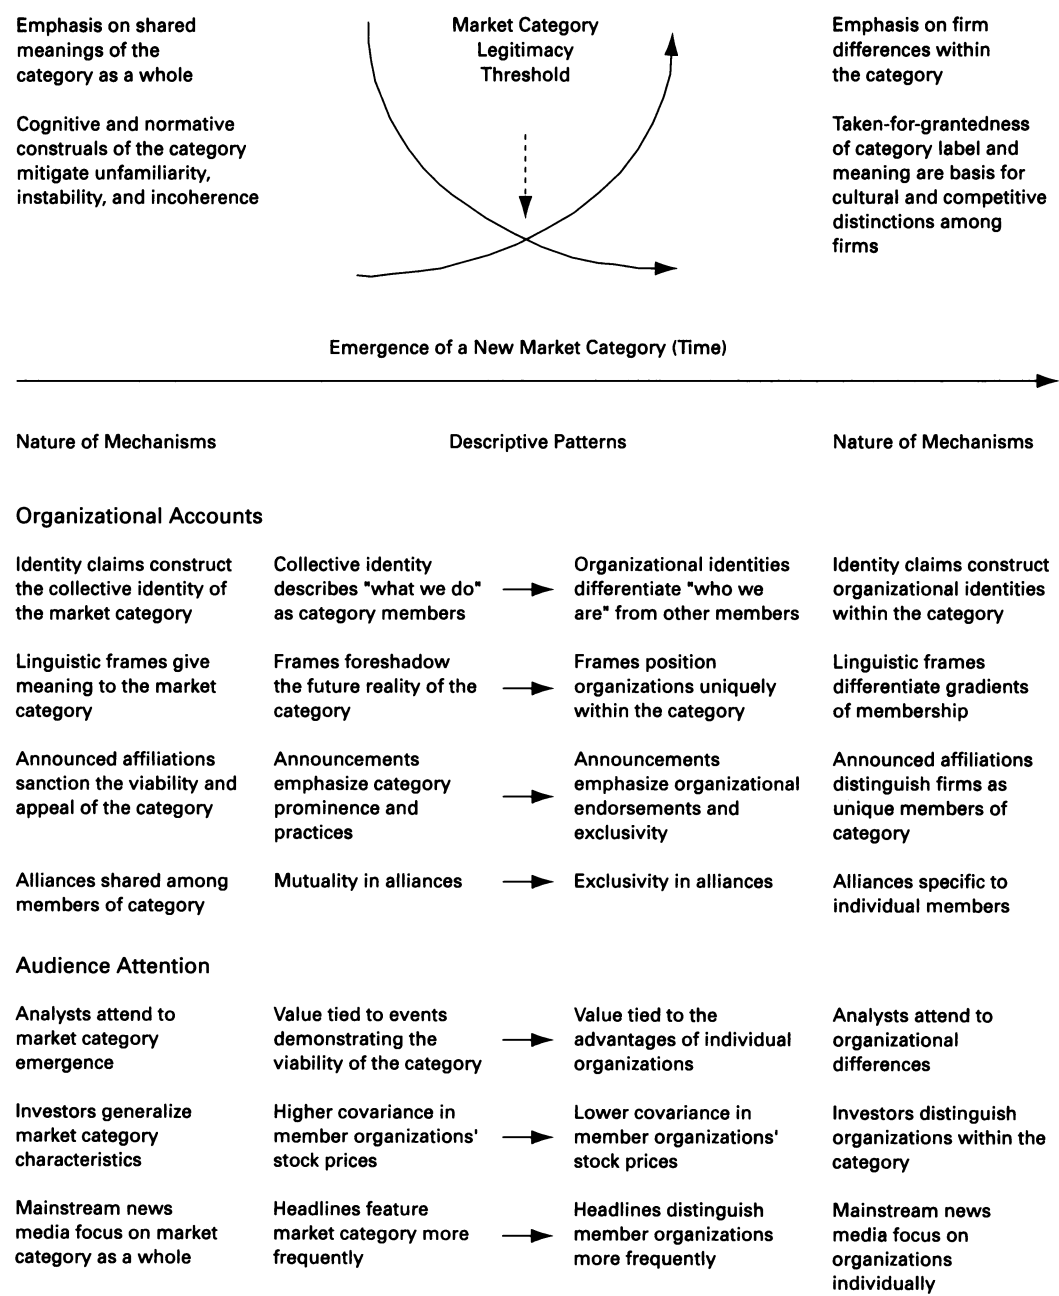 Emphasis on shared
meanings of the
category as a whole
Cognitive and normative
construals of the category
mitigate unfamiliarity,
instability, and incoherence
Market Category
Legitimacy
Threshold
Emphasis on firm
differences within
the category
Taken-for-grantedness
of category label and
meaning are basis for
cultural and competitive
distinctions among
firms
Emergence of a New Market Category (Time)
Nature of Mechanisms
Descriptive Patterns
Nature of Mechanisms
Organizational Accounts
Identity claims construct
the collective identity of
the market category
Collective identity
describes "what we do"
as category members
Organizational identities
differentiate "who we
are" from other members
Identity claims construct
organizational identities
within the category
Linguistic frames give
meaning to the market
category
Frames foreshadow
the future reality of the
category
Frames position
organizations uniquely
within the category
Linguistic frames
differentiate gradients
of membership
Announced affiliations
sanction the viability and
appeal of the category
Announcements
emphasize category
prominence and
practices
Announcements
emphasize organizational
endorsements and
exclusivity
Announced affiliations
distinguish firms as
unique members of
category
Alliances shared among
members of category
Mutuality in alliances
Exclusivity in alliances
Alliances specific to
individual members
Audience Attention
Analysts attend to
market category
emergence
Value tied to events
demonstrating the
viability of the category
Value tied to the
advantages of individual
organizations
Analysts attend to
organizational
differences
Investors generalize
market category
characteristics
Higher covariance in
member organizations'
stock prices
Lower covariance in
member organizations'
stock prices
Investors distinguish
organizations within the
category
Mainstream news
media focus on market
category as a whole
Headlines feature
market category more
frequently
Headlines distinguish
member organizations
more frequently
Mainstream news
media focus on
organizations
individually